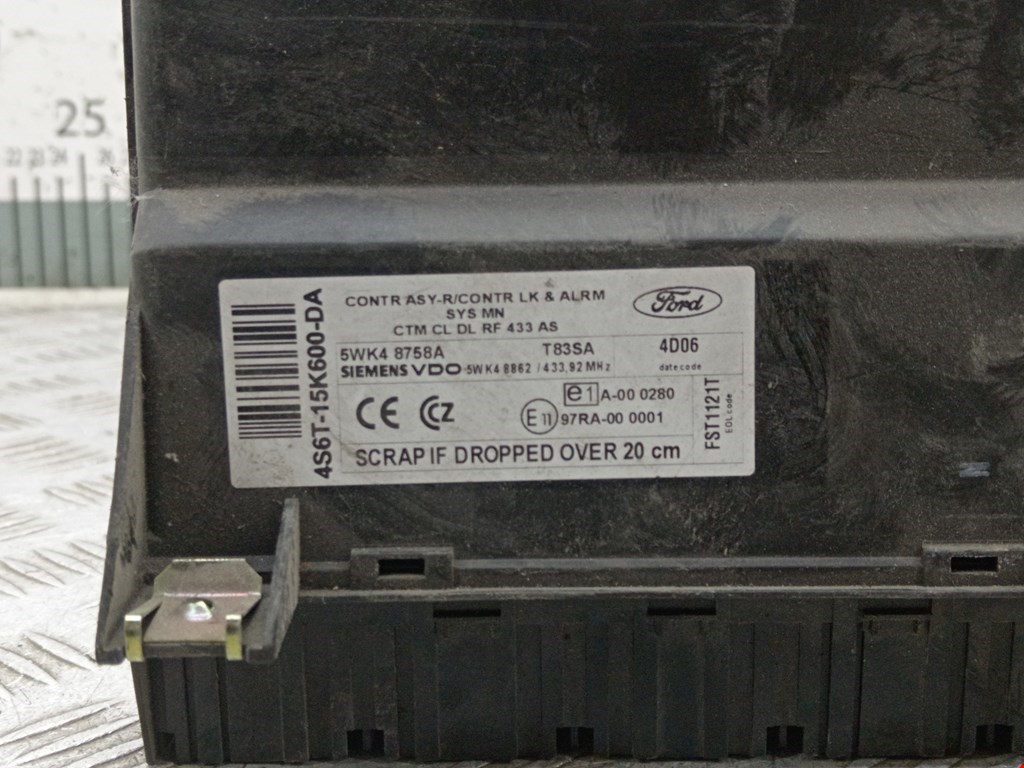 25
22 23 24 26
4S6T-15K600-DA
CONTR ASY-R/CONTR LK & ALRM
SYS MN
CTM CL DL RF 433 AS
Ford
5WK4 8758A T83SA 4D06
SIEMENS VDO 5WK4 8862 / 433,92 MHz date code
CE CCZ e1 A-00 0280
E11 97RA-00 0001
FST1121T
EOL code
SCRAP IF DROPPED OVER 20 cm